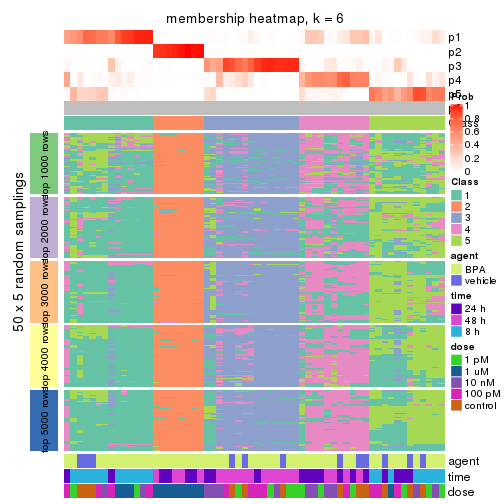 membership heatmap, k = 6
p1
p2
p3
p4
p5
Prob
1
0.8
0.6
0.4
0.2
0
Class
1
2
3
4
5
agent
BPA
vehicle
time
24 h
48 h
8 h
dose
1 pM
1 uM
10 nM
100 pM
control
50 x 5 random samplings
top 1000 rows
top 2000 rows
top 3000 rows
top 4000 rows
top 5000 rows
agent
time
dose